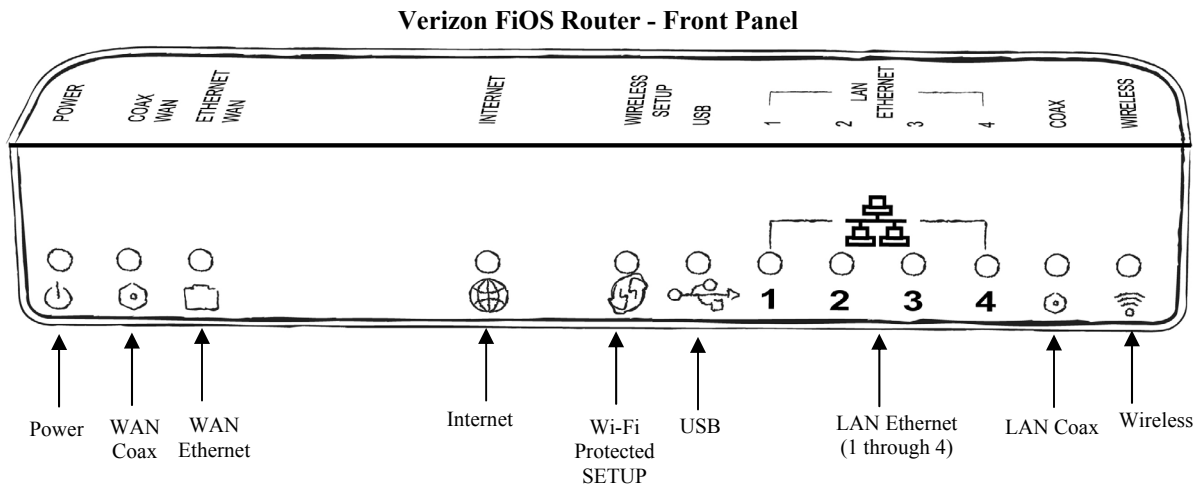 Verizon FiOS Router - Front Panel
POWER
COAX
WAN
ETHERNET
WAN
INTERNET
WIRELESS
SETUP
USB
LAN
ETHERNET
1
2
3
4
COAX
WIRELESS
1
2
3
4
Power
WAN
Coax
WAN
Ethernet
Internet
Wi-Fi
Protected
SETUP
USB
LAN Ethernet
(1 through 4)
LAN Coax
Wireless